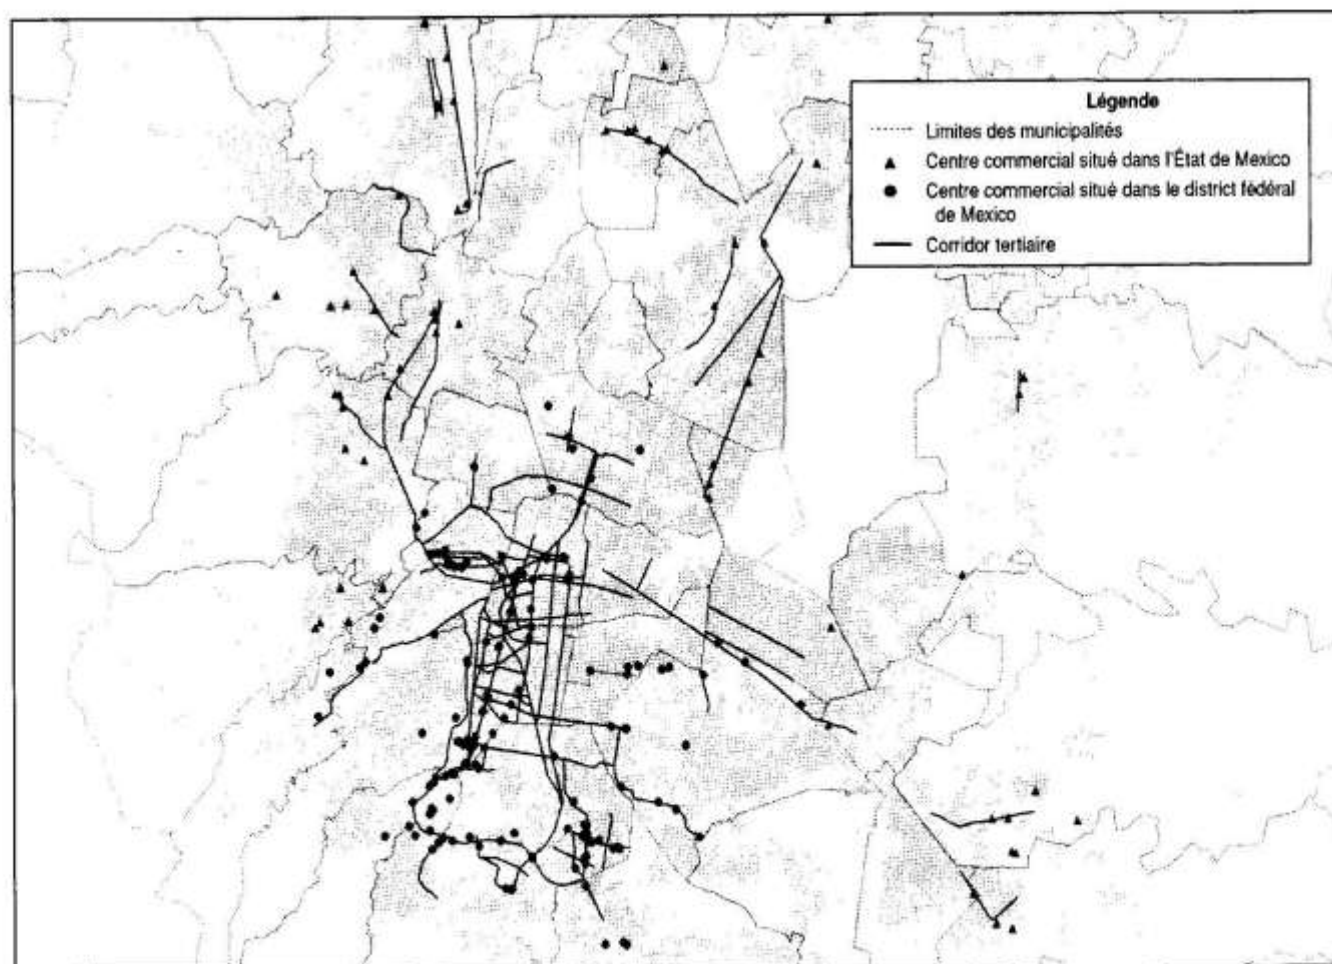 Légende
Limites des municipalités
Centre commercial situé dans l'État de Mexico
Centre commercial situé dans le district fédéral
de Mexico
Corridor tertiaire